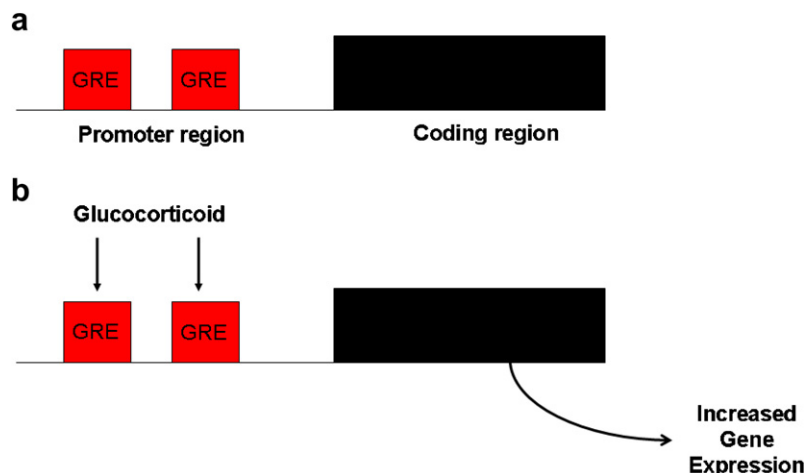 a
GRE GRE
Promoter region Coding region
b
Glucocorticoid
GRE GRE
Increased
Gene
Expression